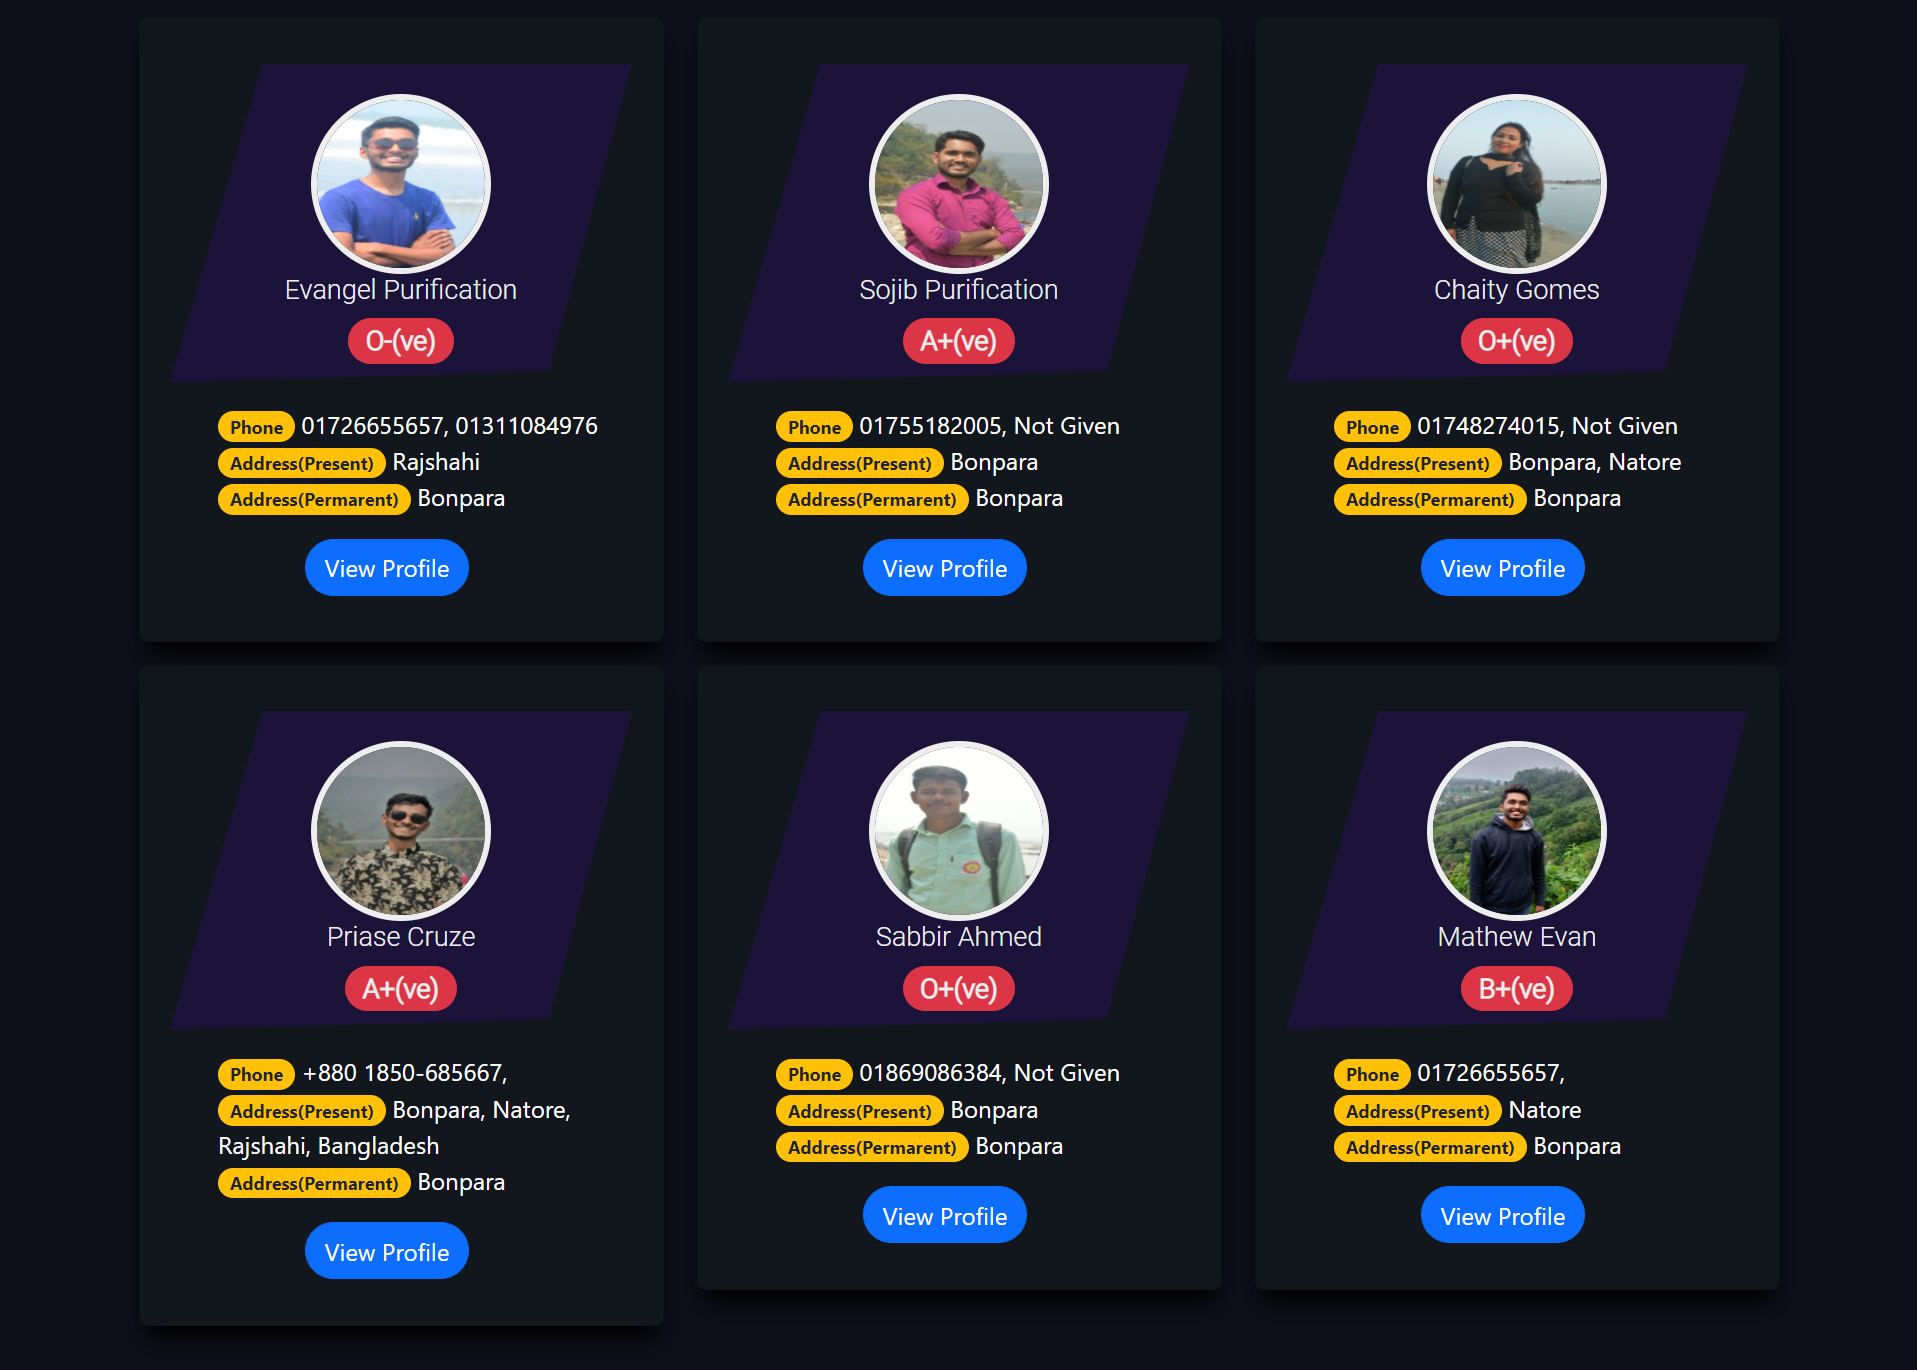 Evangel Purification
O-(ve)
Phone 01726655657, 01311084976
Address(Present) Rajshahi
Address(Permarent) Bonpara
View Profile
Sojib Purification
A+(ve)
Phone 01755182005, Not Given
Address(Present) Bonpara
Address(Permarent) Bonpara
View Profile
Chaity Gomes
O+(ve)
Phone 01748274015, Not Given
Address(Present) Bonpara, Natore
Address(Permarent) Bonpara
View Profile
Priase Cruze
A+(ve)
Phone +880 1850-685667,
Address(Present) Bonpara, Natore,
Rajshahi, Bangladesh
Address(Permarent) Bonpara
View Profile
Sabbir Ahmed
O+(ve)
Phone 01869086384, Not Given
Address(Present) Bonpara
Address(Permarent) Bonpara
View Profile
Mathew Evan
B+(ve)
Phone 01726655657,
Address(Present) Natore
Address(Permarent) Bonpara
View Profile